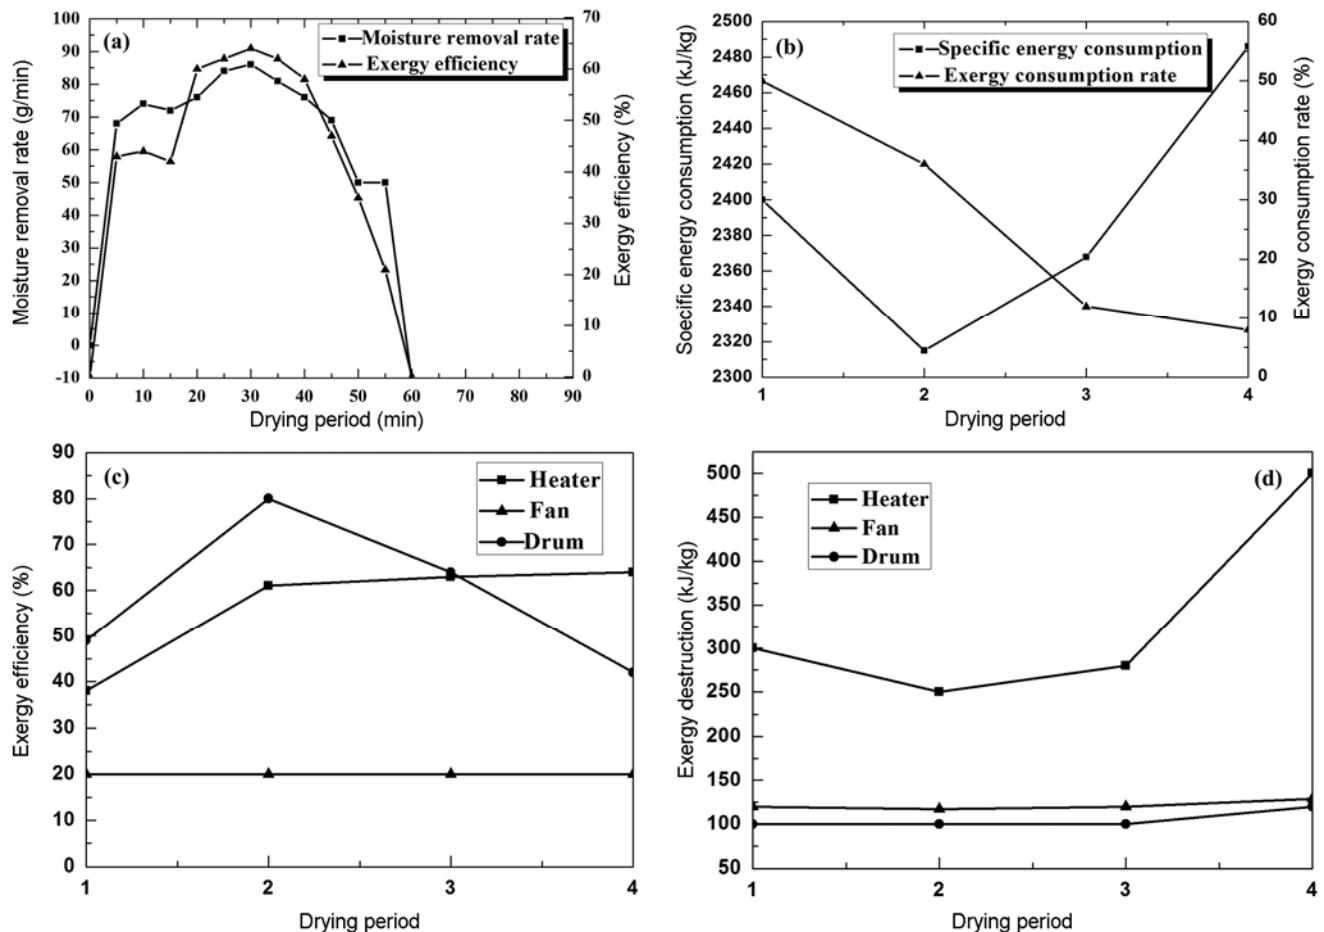 (a)
Moisture removal rate
Exergy efficiency
Moisture removal rate (g/min)
100
90
80
70
60
50
40
30
20
10
0
-10
70
60
50
40
30
20
10
0
Exergy efficiency (%)
0 10 20 30 40 50 60 70 80 90
Drying period (min)
(b)
Specific energy consumption
Exergy consumption rate
Soecific energy consumption (kJ/kg)
2500
2480
2460
2440
2420
2400
2380
2360
2340
2320
2300
60
50
40
30
20
10
0
Exergy consumption rate (%)
1 2 3 4
Drying period
(c)
Heater
Fan
Drum
Exergy efficiency (%)
90
80
70
60
50
40
30
20
10
0
1 2 3 4
Drying period
(d)
Heater
Fan
Drum
Exergy destruction (kJ/kg)
500
450
400
350
300
250
200
150
100
50
1 2 3 4
Drying period